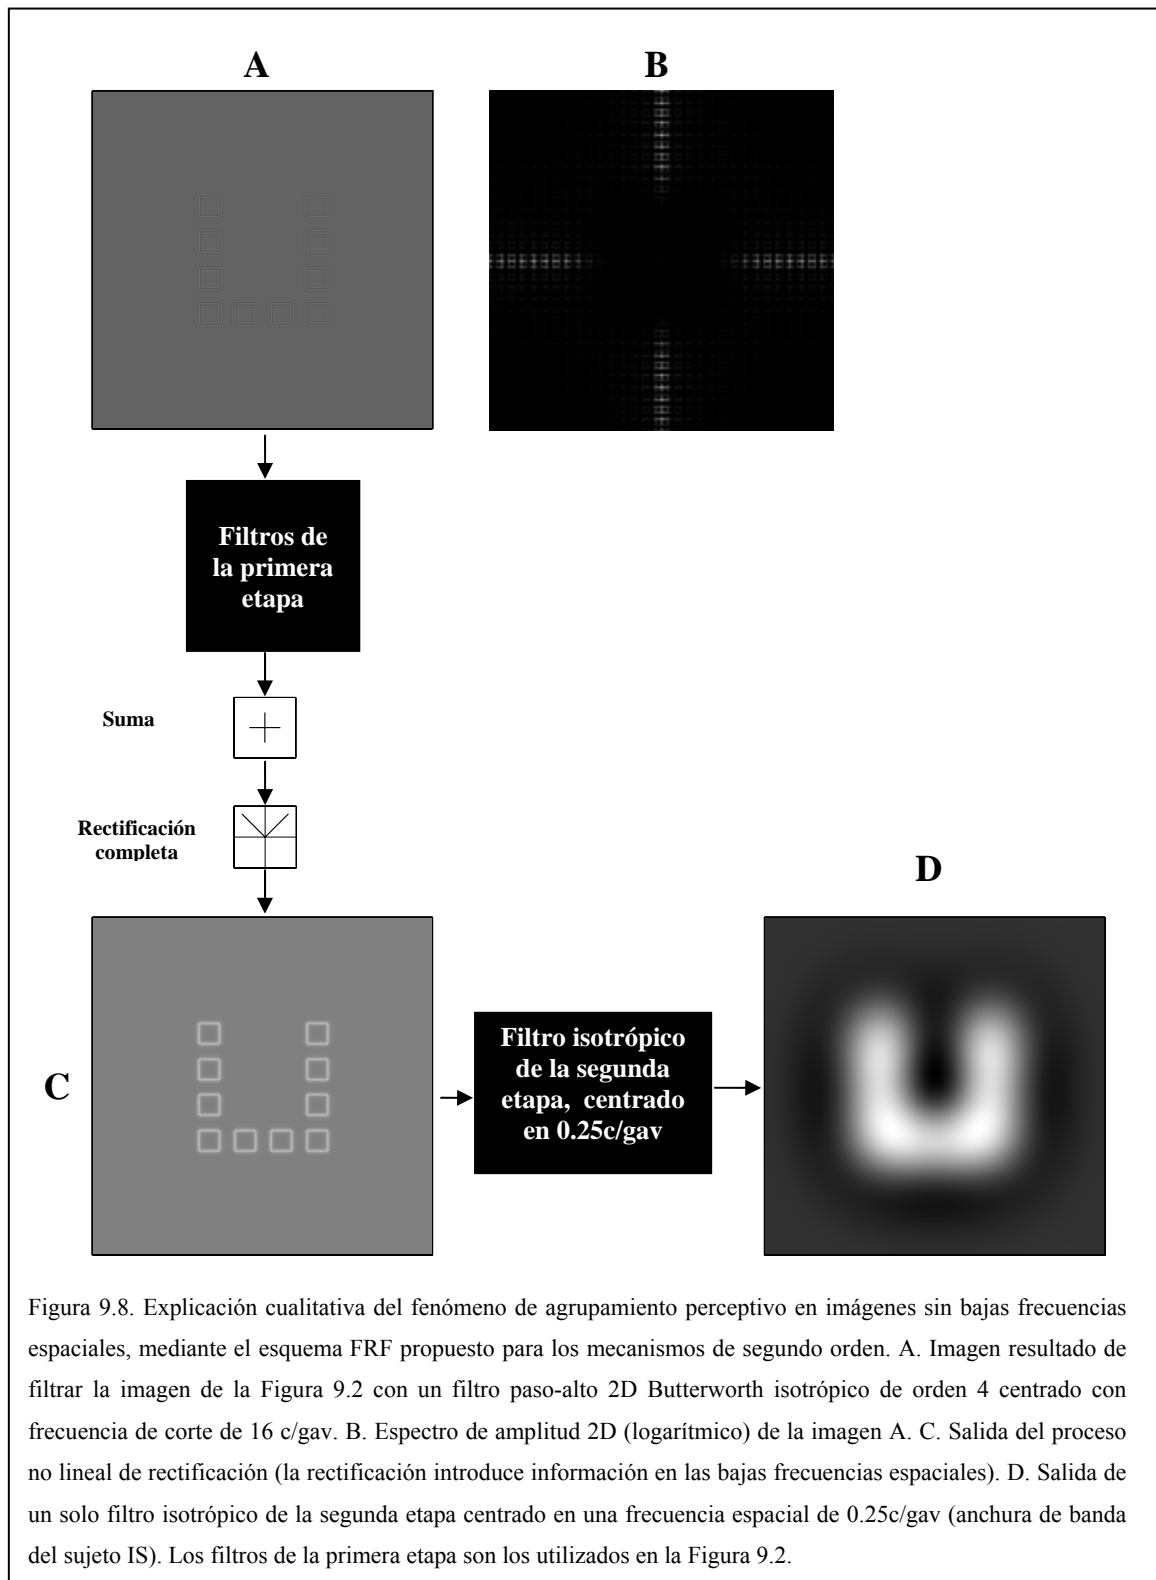 A
B
Filtros de
la primera
etapa
Suma
Rectificación
completa
D
C
Filtro isotrópico
de la segunda
etapa, centrado
en 0.25c/gav
Figura 9.8. Explicación cualitativa del fenómeno de agrupamiento perceptivo en imágenes sin bajas frecuencias
espaciales, mediante el esquema FRF propuesto para los mecanismos de segundo orden. A. Imagen resultado de
filtrar la imagen de la Figura 9.2 con un filtro paso-alto 2D Butterworth isotrópico de orden 4 centrado con
frecuencia de corte de 16 c/gav. B. Espectro de amplitud 2D (logarítmico) de la imagen A. C. Salida del proceso
no lineal de rectificación (la rectificación introduce información en las bajas frecuencias espaciales). D. Salida de
un solo filtro isotrópico de la segunda etapa centrado en una frecuencia espacial de 0.25c/gav (anchura de banda
del sujeto IS). Los filtros de la primera etapa son los utilizados en la Figura 9.2.